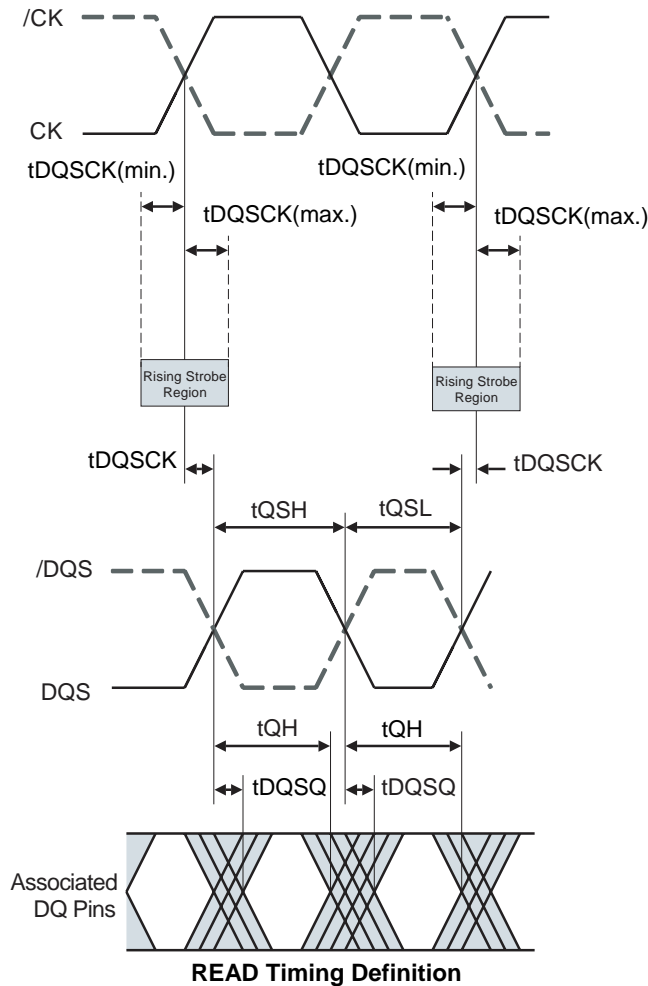 /CK
CK
tDQSCK(min.)
tDQSCK(min.)
tDQSCK(max.)
tDQSCK(max.)
Rising Strobe
Region
Rising Strobe
Region
tDQSCK
tDQSCK
tQSH
tQSL
/DQS
DQS
tQH
tQH
tDQSQ
tDQSQ
Associated
DQ Pins
READ Timing Definition